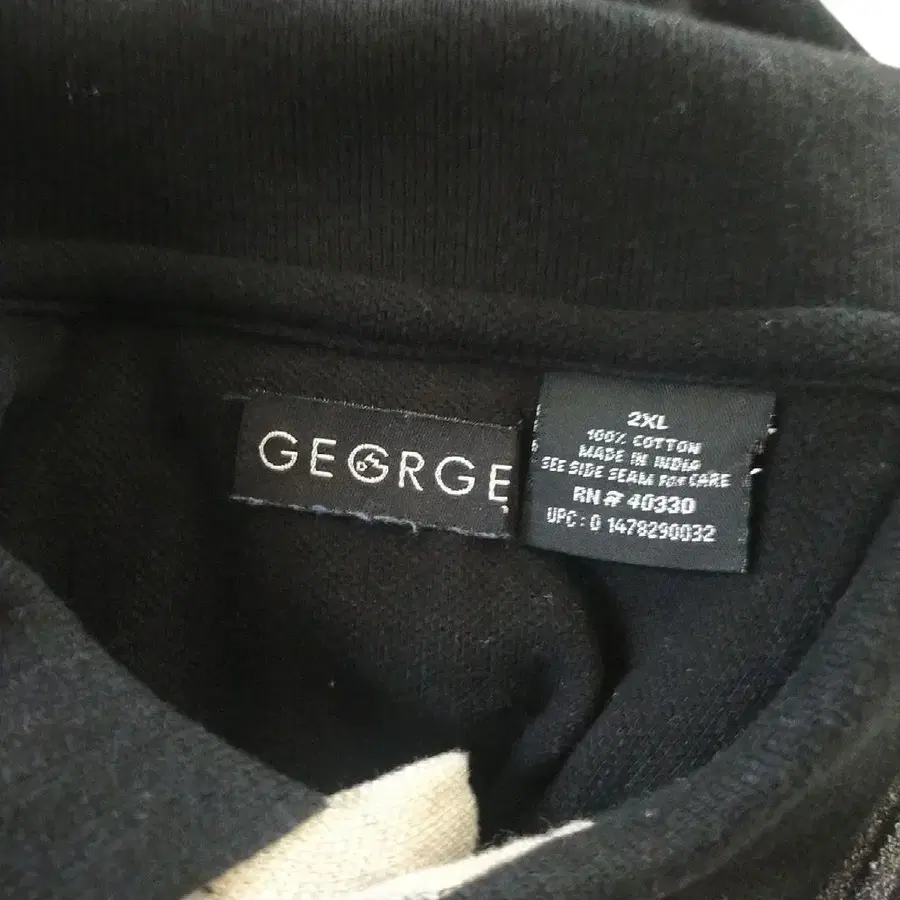 GEORGE
2XL
100% COTTON
MADE IN INDIA
SEE SIDE SEAM FOR CARE
RN# 40330
UPC: 0 1478290032